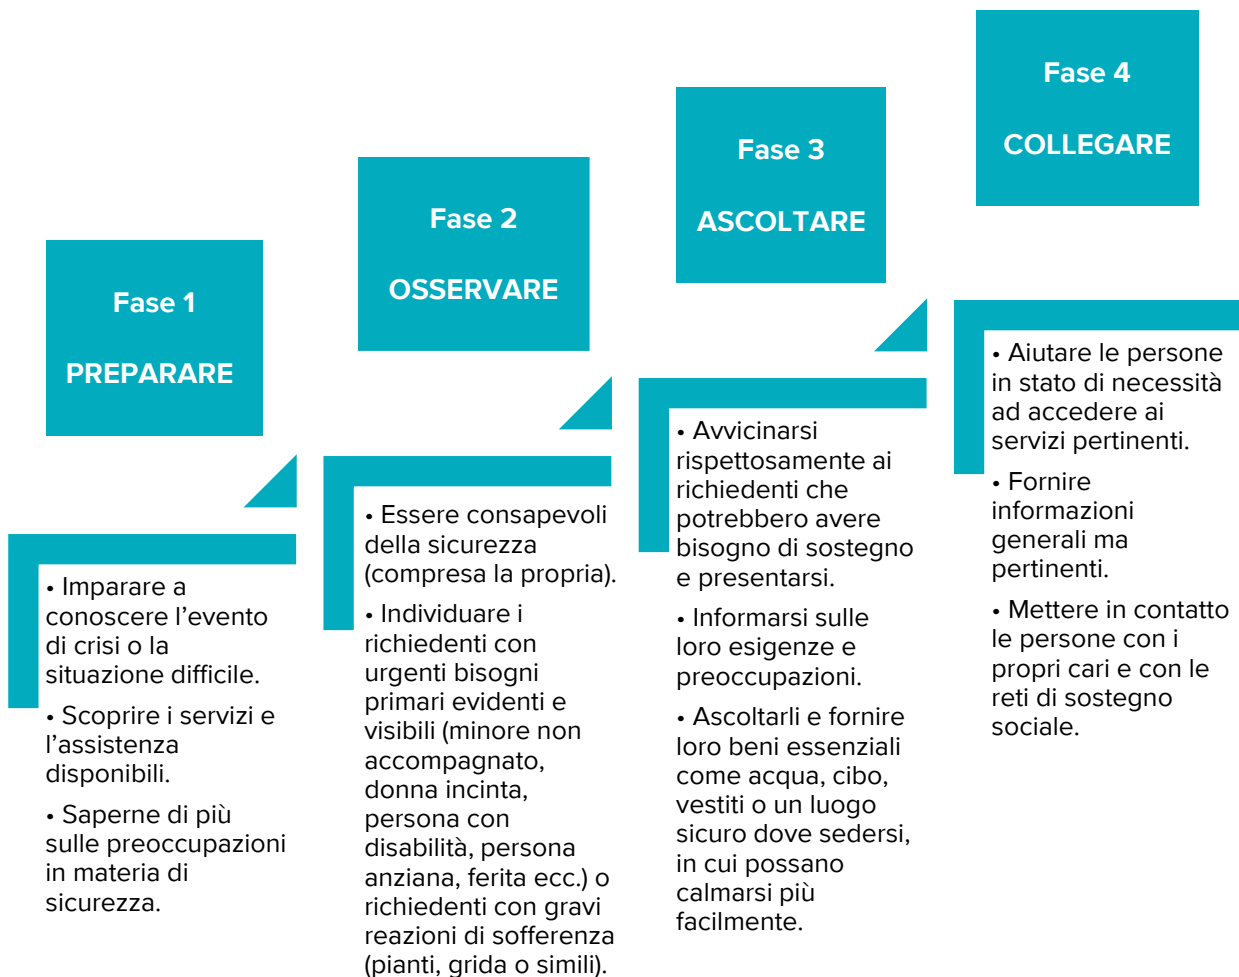 Fase 1
PREPARARE
• Imparare a
conoscere l’evento
di crisi o la
situazione difficile.
• Scoprire i servizi e
l’assistenza
disponibili.
• Saperne di più
sulle preoccupazioni
in materia di
sicurezza.
Fase 2
OSSERVARE
• Essere consapevoli
della sicurezza
(compresa la propria).
• Individuare i
richiedenti con
urgenti bisogni
primari evidenti e
visibili (minore non
accompagnato,
donna incinta,
persona con
disabilità, persona
anziana, ferita ecc.) o
richiedenti con gravi
reazioni di sofferenza
(pianti, grida o simili).
Fase 3
ASCOLTARE
• Avvicinarsi
rispettosamente ai
richiedenti che
potrebbero avere
bisogno di sostegno
e presentarsi.
• Informarsi sulle
loro esigenze e
preoccupazioni.
• Ascoltarli e fornire
loro beni essenziali
come acqua, cibo,
vestiti o un luogo
sicuro dove sedersi,
in cui possano
calmarsi più
facilmente.
Fase 4
COLLEGARE
• Aiutare le persone
in stato di necessità
ad accedere ai
servizi pertinenti.
• Fornire
informazioni
generali ma
pertinenti.
• Mettere in contatto
le persone con i
propri cari e con le
reti di sostegno
sociale.